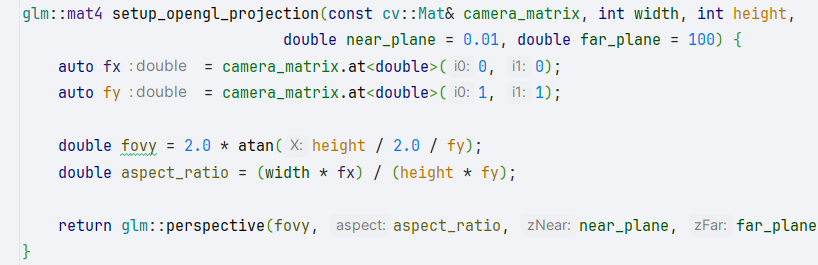 glm::mat4 setup_opengl_projection(const cv::Mat& camera_matrix, int width, int height,
double near_plane = 0.01, double far_plane = 100) {
auto fx : double = camera_matrix.at<double>( i0: 0, i1: 0);
auto fy : double = camera_matrix.at<double>( i0: 1, i1: 1);
double fovy = 2.0 * atan( X: height / 2.0 / fy);
double aspect_ratio = (width * fx) / (height * fy);
return glm::perspective(fovy, aspect: aspect_ratio, zNear: near_plane, zFar: far_plane
}